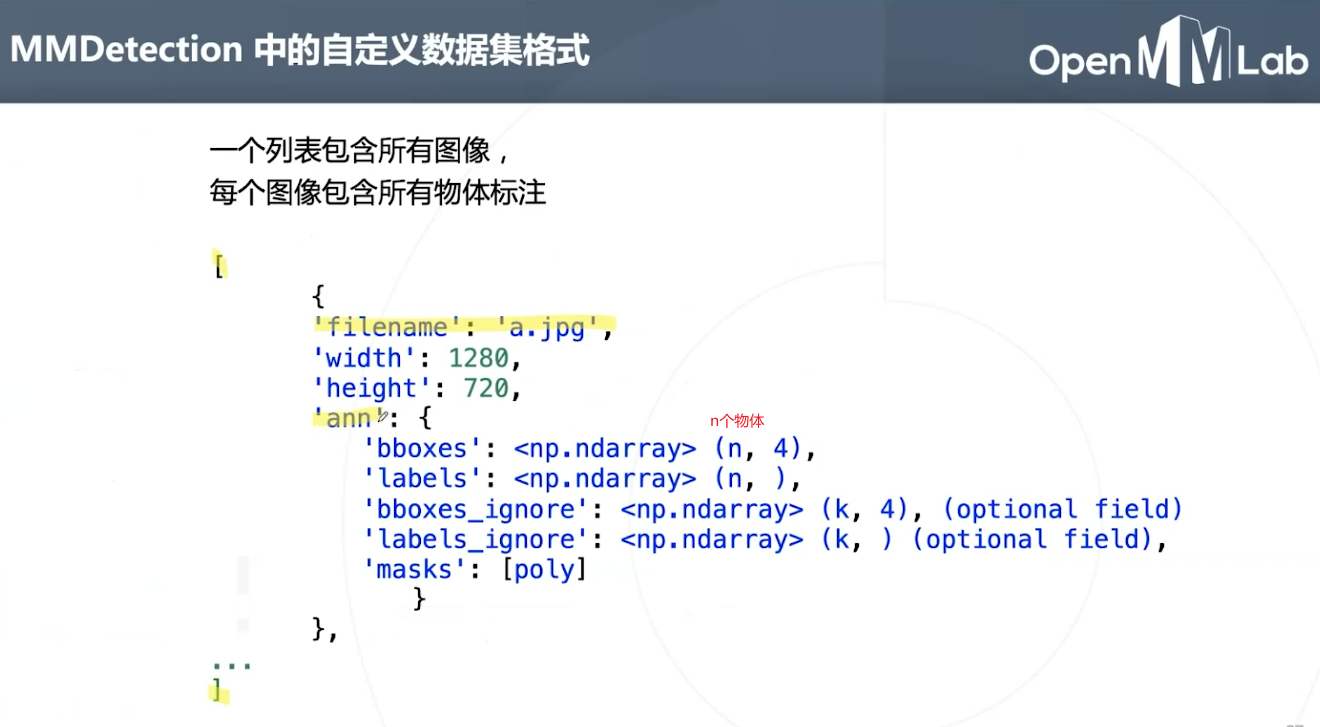 MMDetection 中的自定义数据集格式
OpenMMLab
一个列表包含所有图像，
每个图像包含所有物体标注
[
{
'filename': 'a.jpg',
'width': 1280,
'height': 720,
'ann': {
n个物体
'bboxes': <np.ndarray> (n, 4),
'labels': <np.ndarray> (n, ),
'bboxes_ignore': <np.ndarray> (k, 4), (optional field)
'labels_ignore': <np.ndarray> (k, ) (optional field),
'masks': [poly]
}
},
...
]